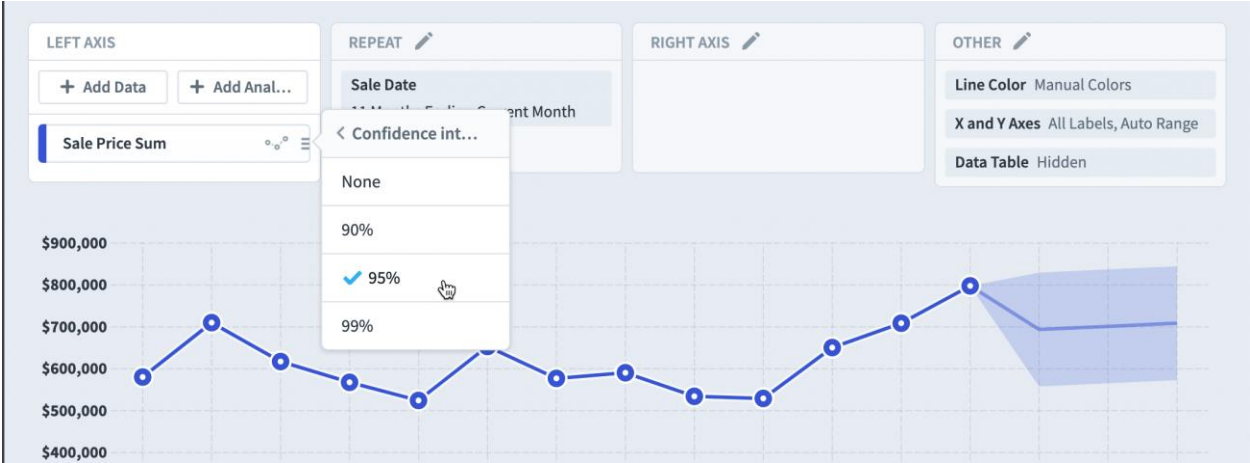 LEFT AXIS
+ Add Data
+ Add Anal...
Sale Price Sum
REPEAT
Sale Date
ent Month
< Confidence int...
None
90%
95%
99%
RIGHT AXIS
OTHER
Line Color Manual Colors
X and Y Axes All Labels, Auto Range
Data Table Hidden
$900,000
$800,000
$700,000
$600,000
$500,000
$400,000